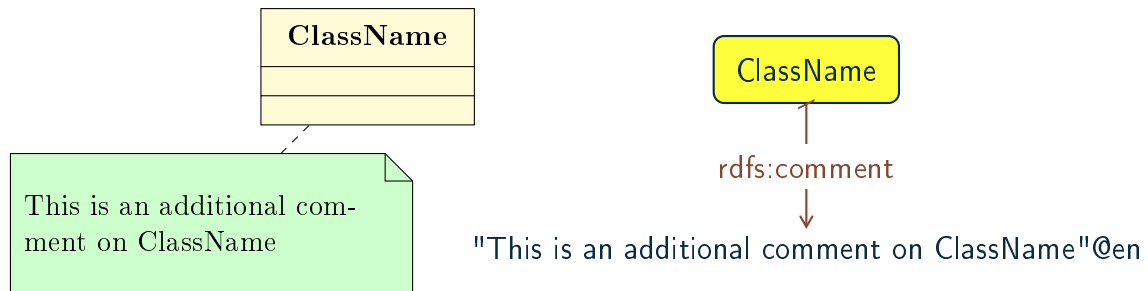 ClassName
This is an additional com-
ment on ClassName
ClassName
rdfs:comment
"This is an additional comment on ClassName"@en